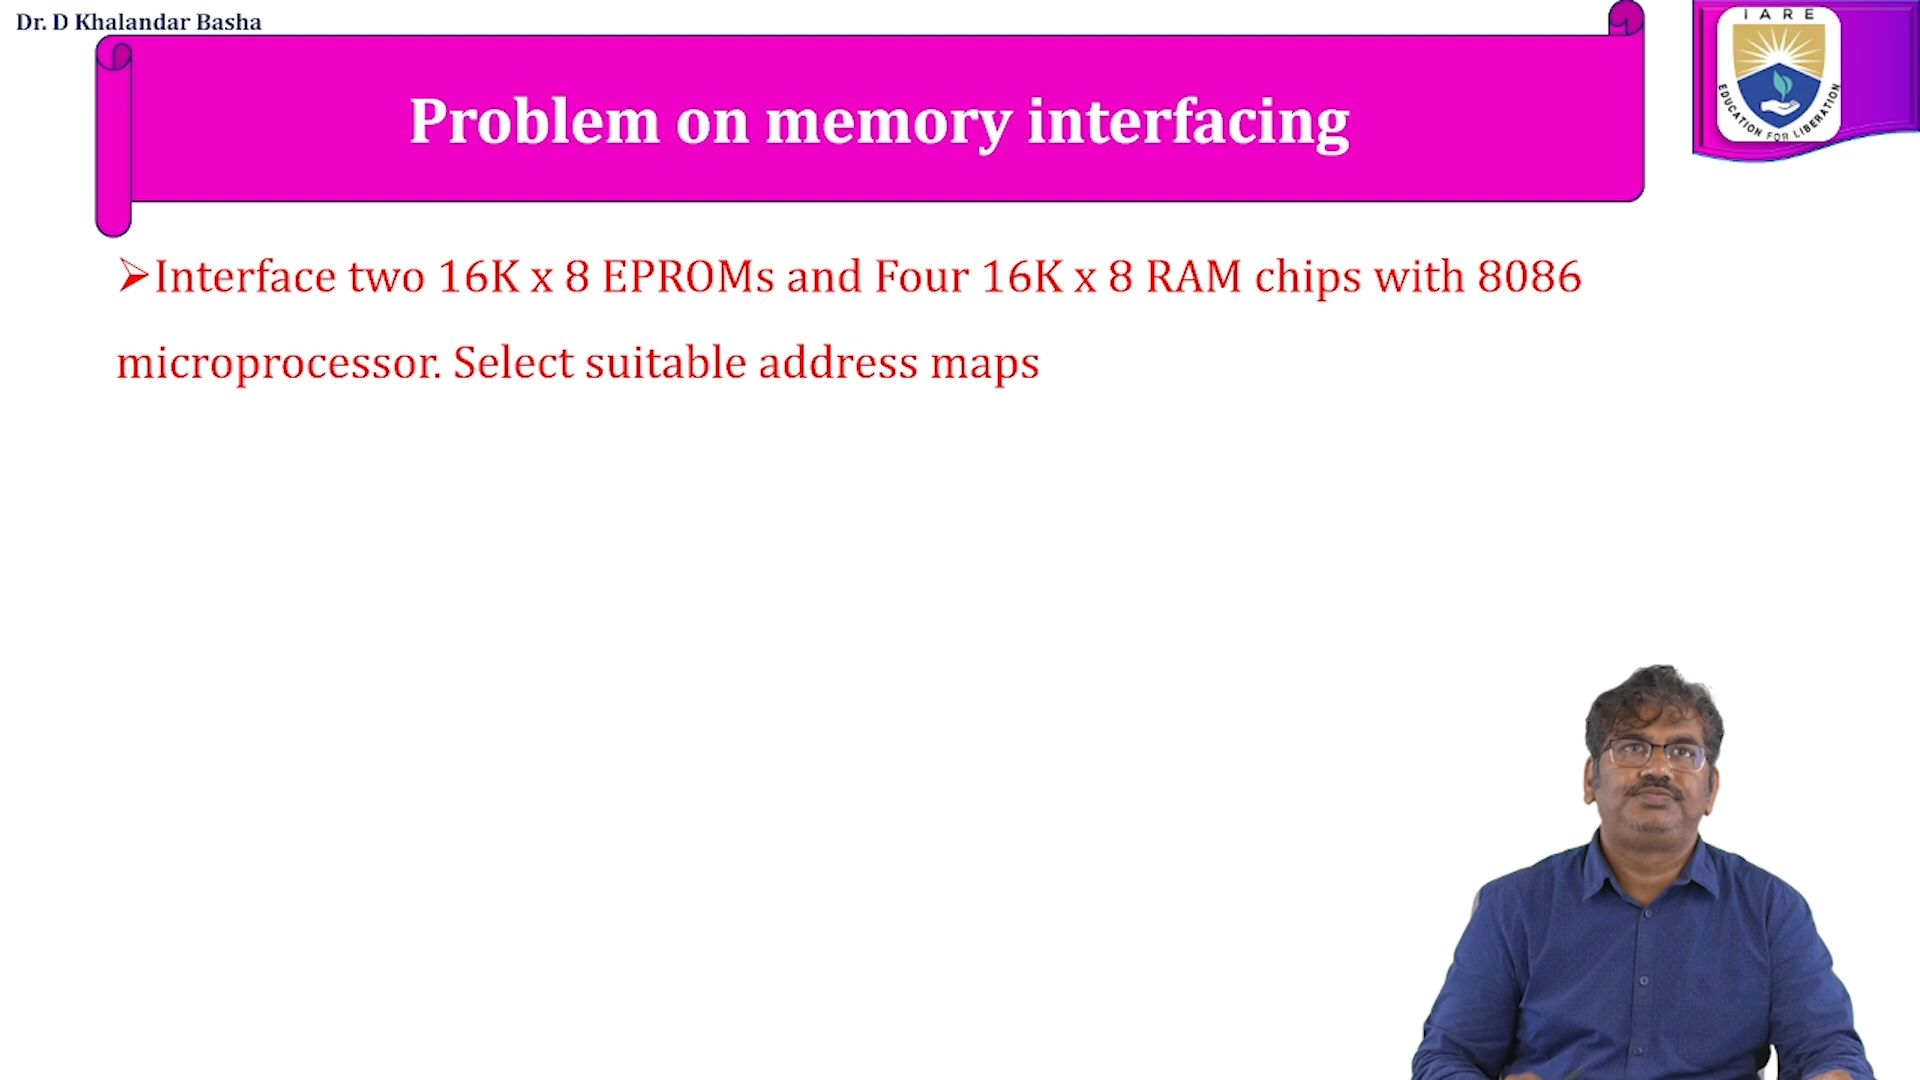 Dr. D Khalandar Basha
I A R E
EDUCATION FOR LIBERATION
Problem on memory interfacing
➢Interface two 16K x 8 EPROMs and Four 16K x 8 RAM chips with 8086
microprocessor. Select suitable address maps